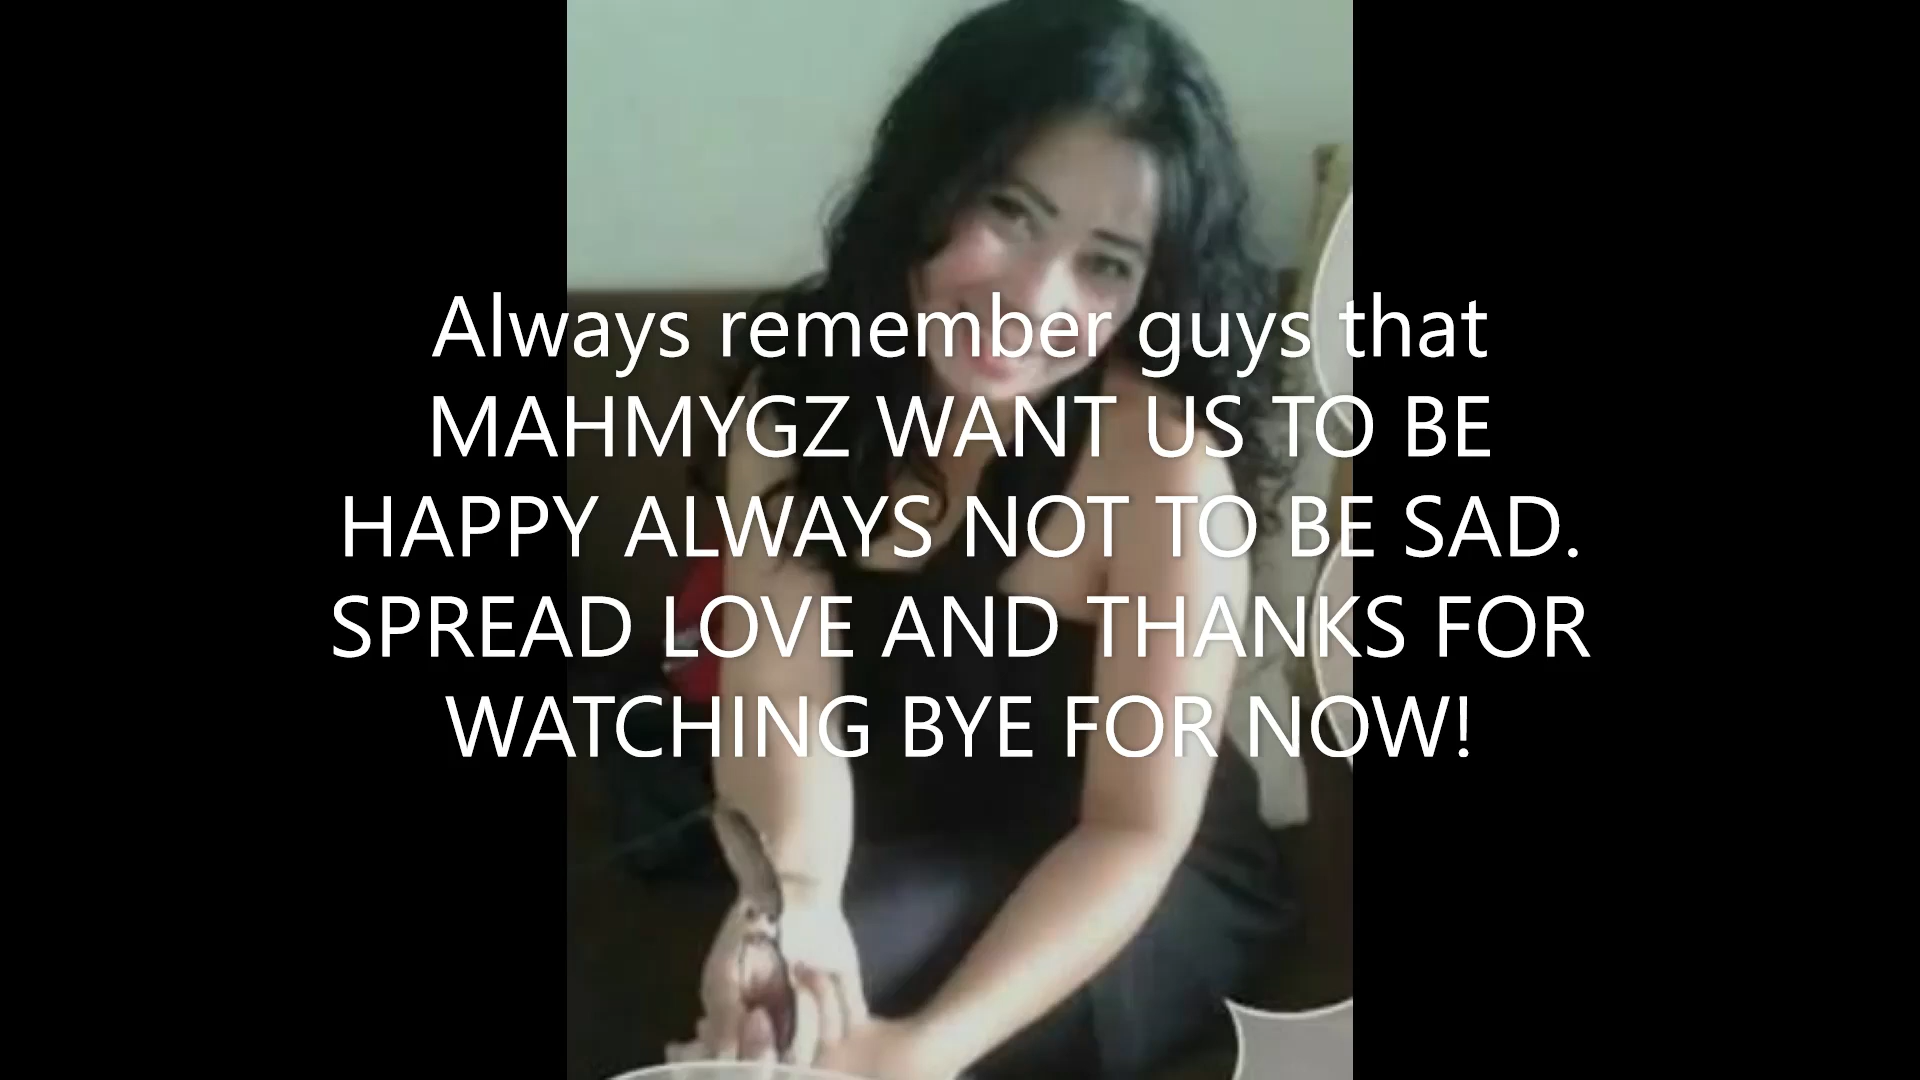 Always remember guys that
MAHMYGZ WANT US TO BE
HAPPY ALWAYS NOT TO BE SAD.
SPREAD LOVE AND THANKS FOR
WATCHING BYE FOR NOW!